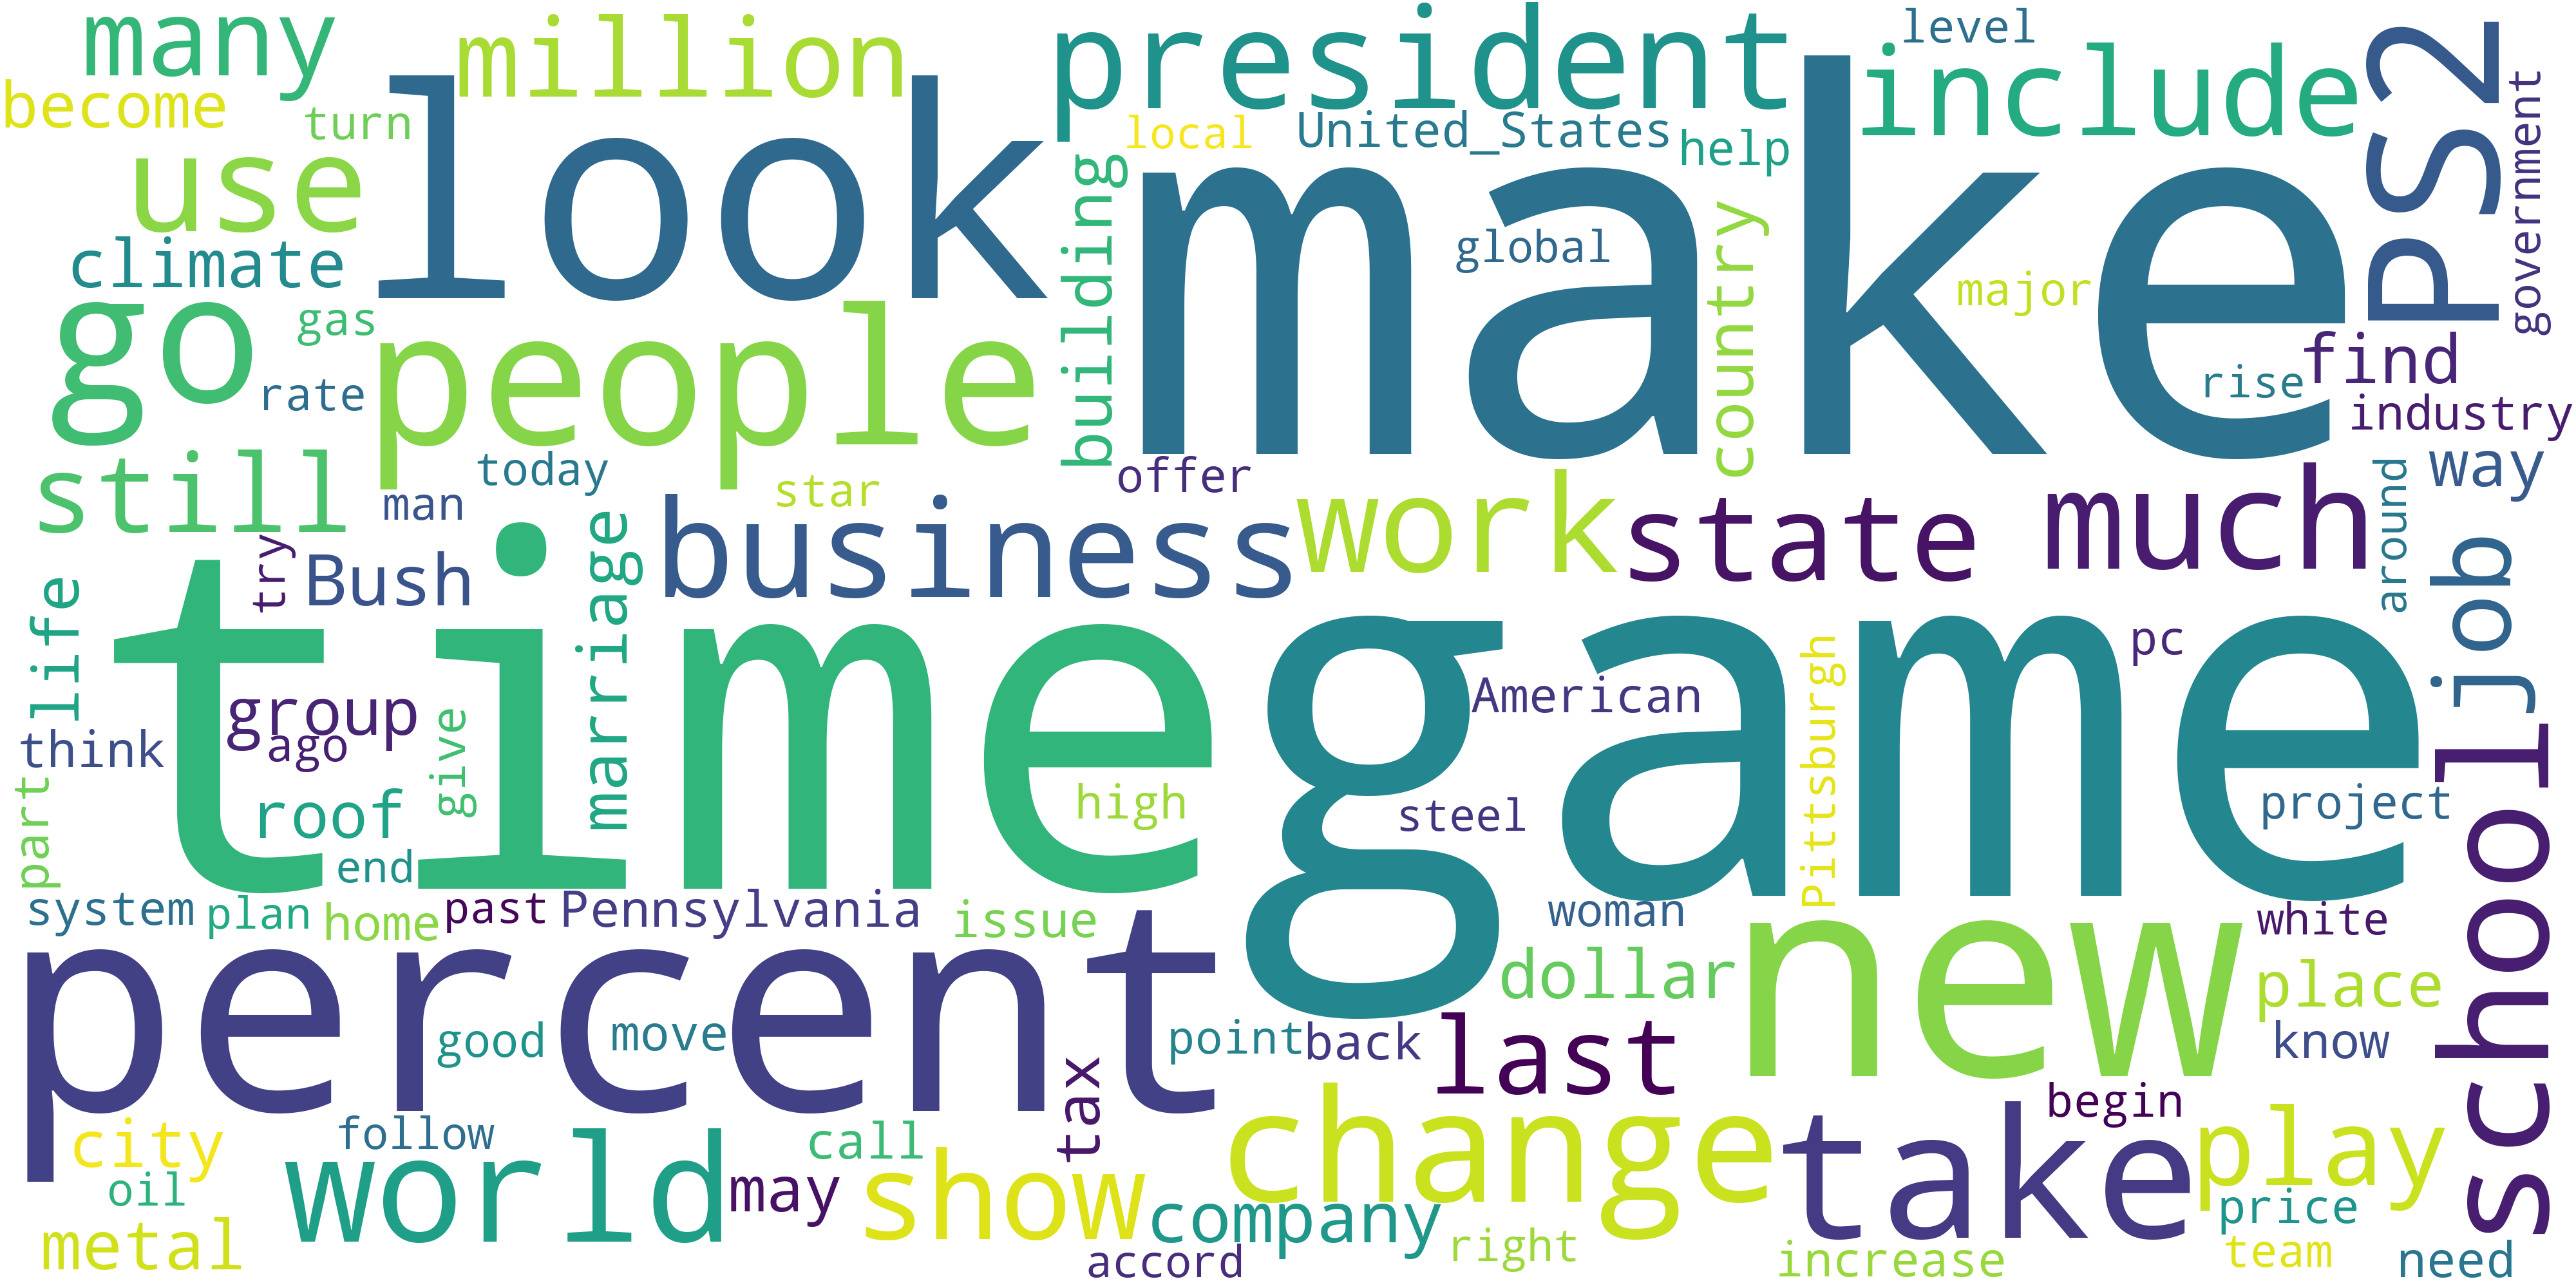 many
million
president
level
include
PS2
become
turn
look
local
United_States
help
make
government
use
building
climate
global
country
major
go
gas
people
rate
rise
find
industry
still
today
star
offer
work
state
much
around
way
man
business
try
Bush
marriage
life
time
game
pc
job
group
ago
give
American
Pittsburgh
think
part
roof
high
steel
project
school
end
system
plan
home
past
Pennsylvania
issue
woman
new
white
percent
dollar
place
good
move
point
back
last
know
tax
change
begin
city
follow
call
take
play
oil
world
may
show
company
price
metal
accord
right
increase
team
need